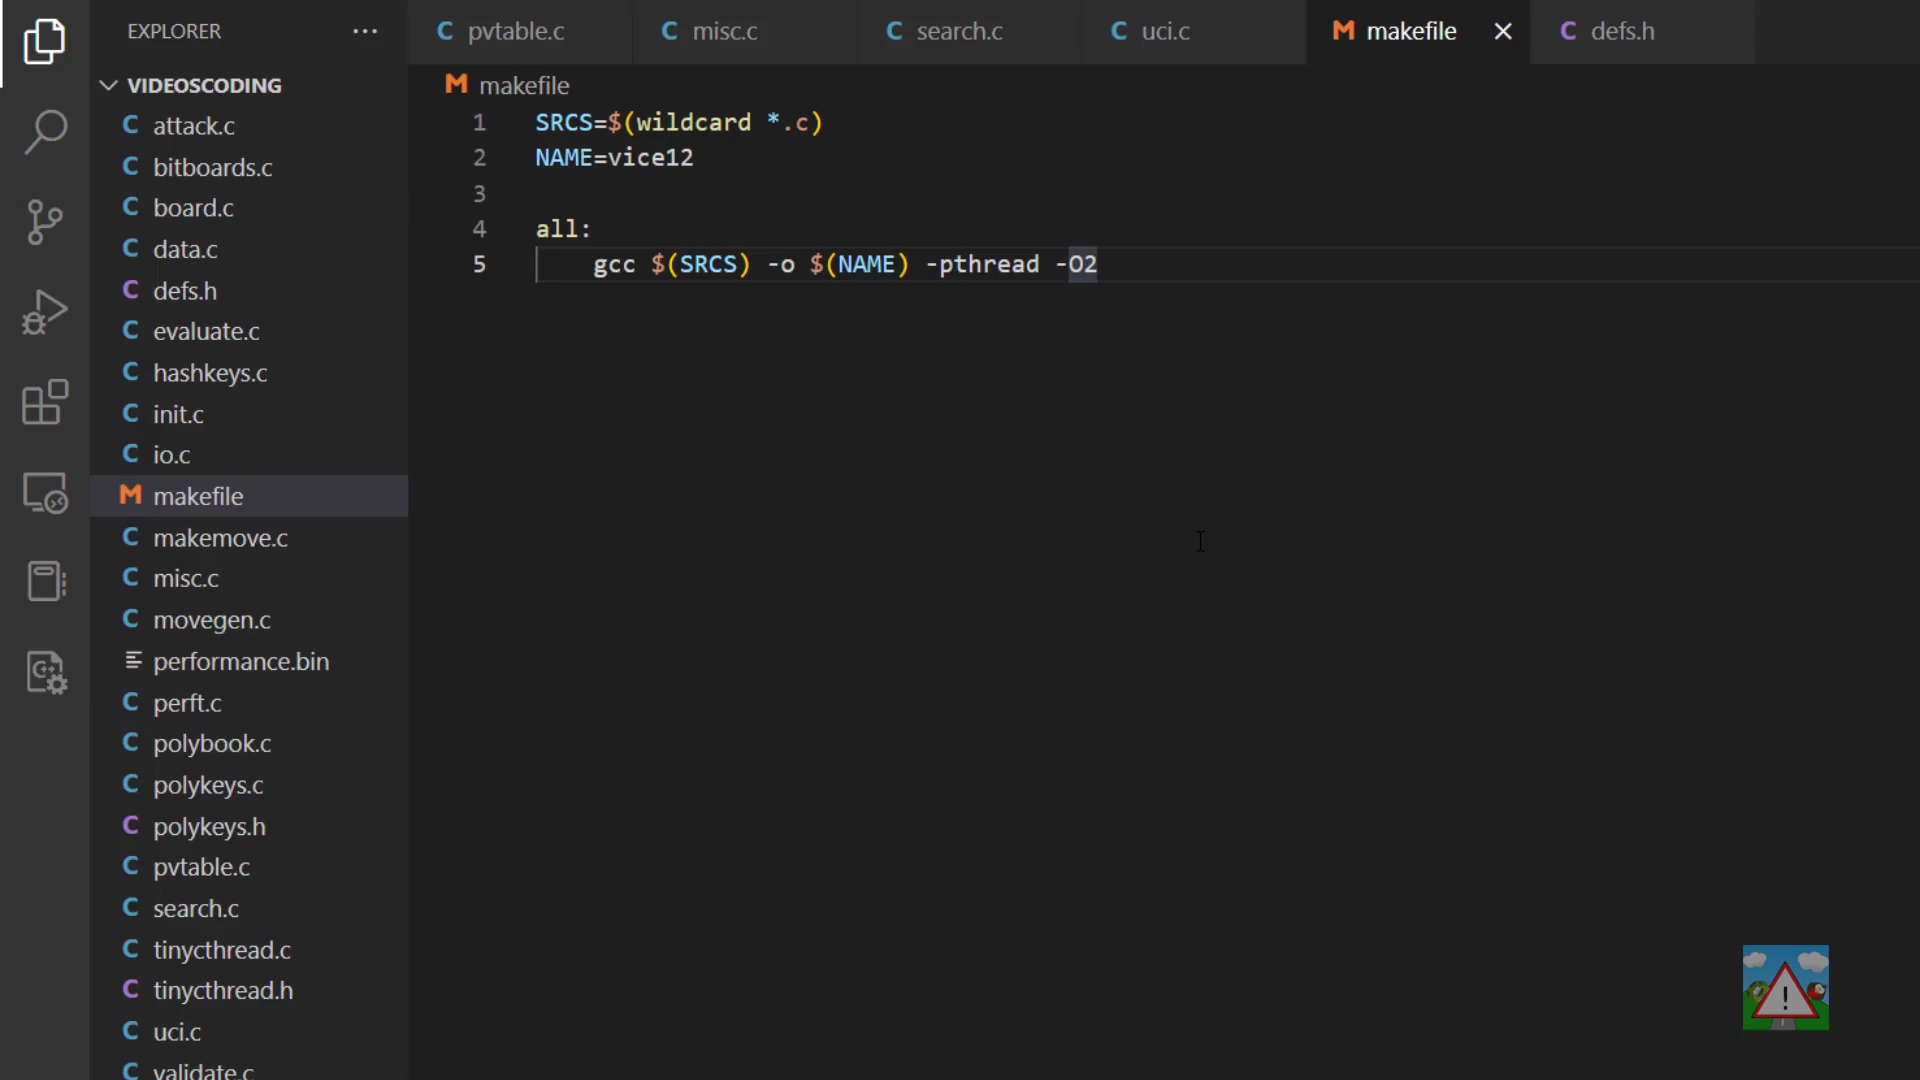 EXPLORER
VIDEOSCODING
attack.c
bitboards.c
board.c
data.c
defs.h
evaluate.c
hashkeys.c
init.c
io.c
makefile
makemove.c
misc.c
movegen.c
performance.bin
perft.c
polybook.c
polykeys.c
polykeys.h
pvtable.c
search.c
tinycthread.c
tinycthread.h
uci.c
validate.c
pvtable.c
misc.c
search.c
uci.c
makefile
defs.h
makefile
1 SRCS=$(wildcard *.c)
2 NAME=vice12
3
4 all:
5 gcc $(SRCS) -o $(NAME) -pthread -O2